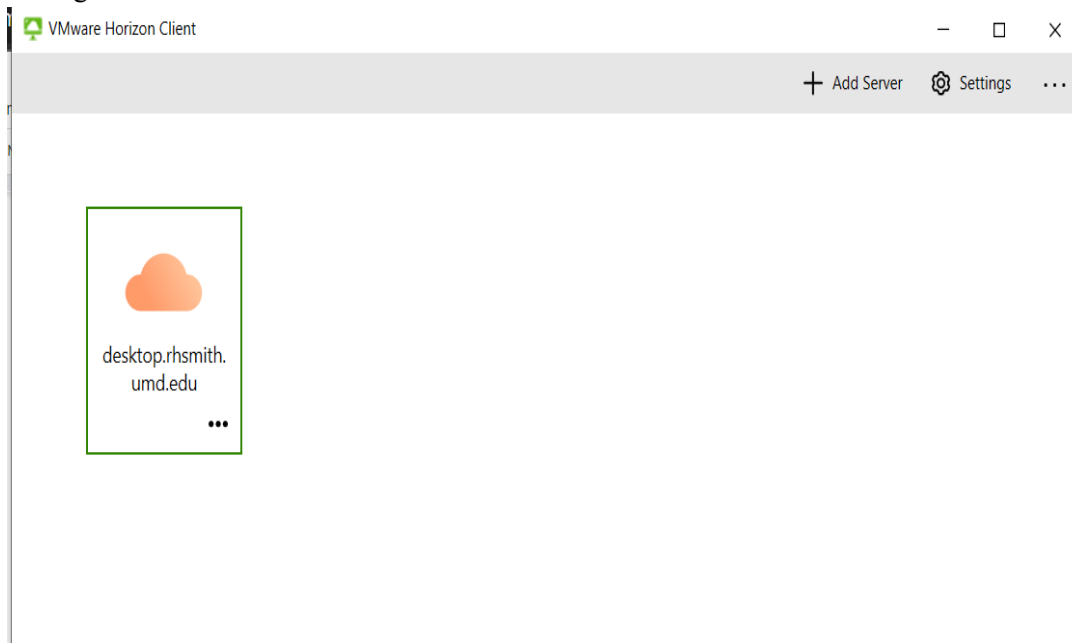 VMware Horizon Client
+ Add Server
Settings
...
desktop.rhsmith.
umd.edu
...